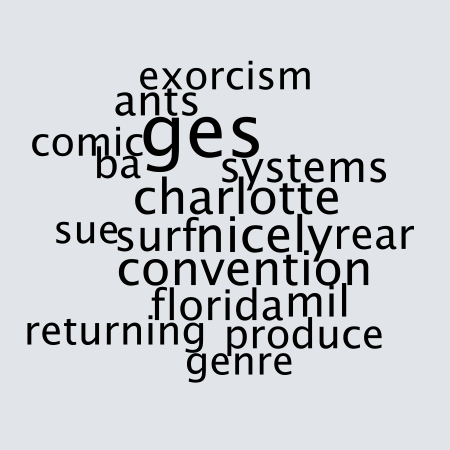 exorcism
ants
ges
comic
ba
systems
charlotte
sue
surf
nicely
rear
convention
florida
mil
returning
produce
genre